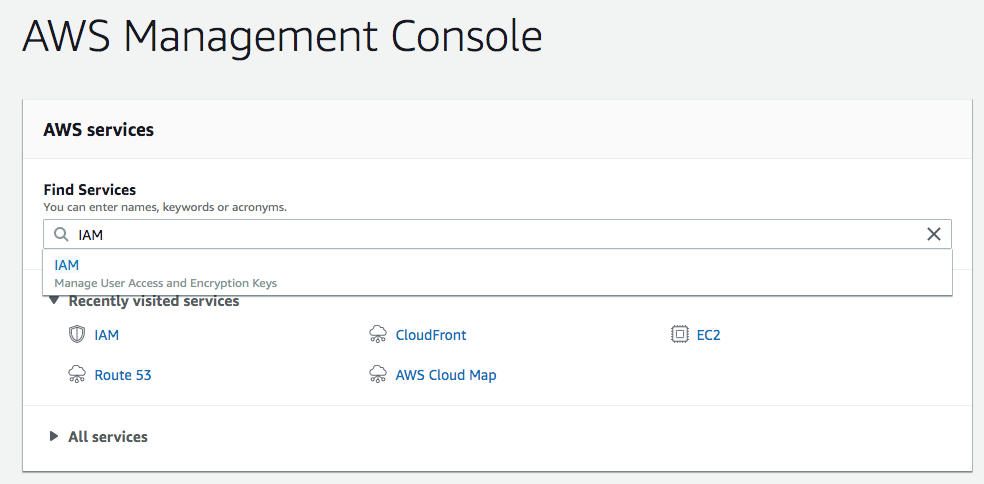 AWS Management Console
AWS services
Find Services
You can enter names, keywords or acronyms.
IAM
IAM
Manage User Access and Encryption Keys
Recently visited services
IAM
CloudFront
EC2
Route 53
AWS Cloud Map
All services